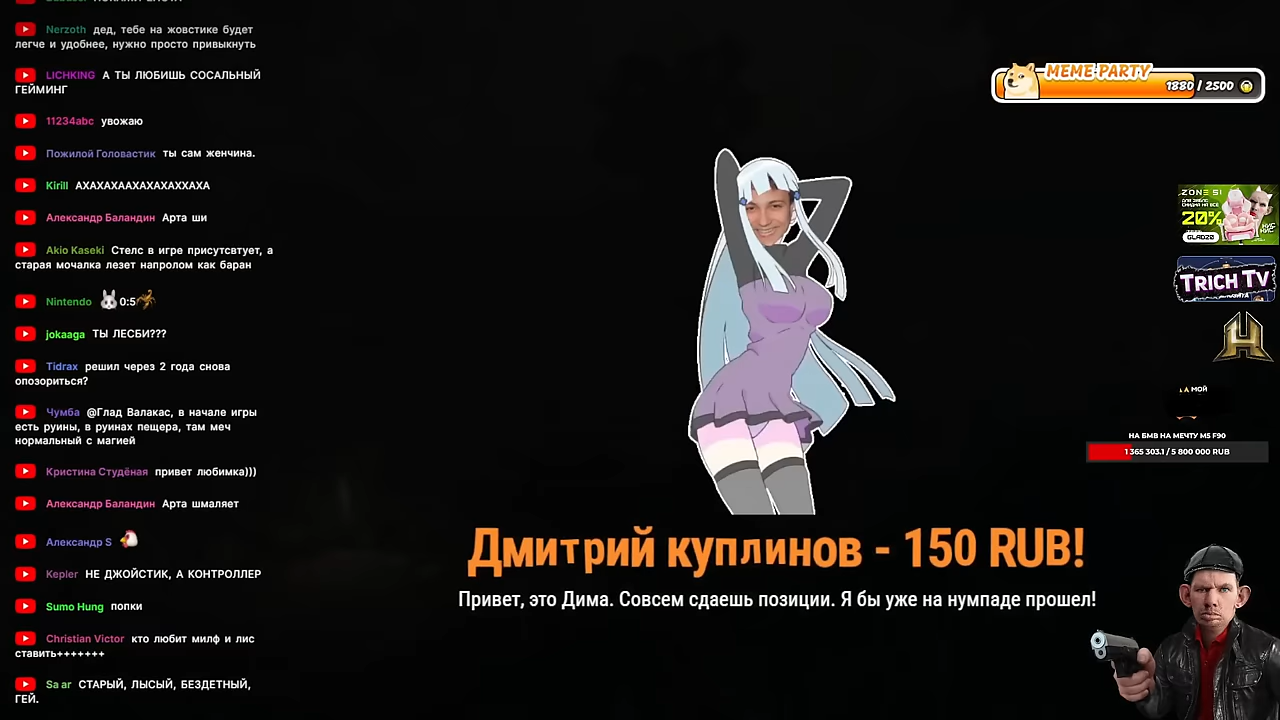 Nerzoth дед, тебе на жовстике будет
легче и удобнее, нужно просто привыкнуть
LICHKING А ТЫ ЛЮБИШЬ СОСАЛЬНЫЙ
ГЕЙМИНГ
11234abc увожаю
Пожилой Головастик ты сам женчина.
Kirill АХАХАХААХАХАХАХХАХА
Александр Баландин Арта ши
Akio Kaseki Стелс в игре присутсвтует, а
старая мочалка лезет напролом как баран
Nintendo 0:5
jokaaga ТЫ ЛЕСБИ???
Tidrax решил через 2 года снова
опозориться?
Чумба @Глад Валакас, в начале игры
есть руины, в руинах пещера, там меч
нормальный с магией
Кристина Студёная привет любимка)))
Александр Баландин Арта шмаляет
Александр S
Kepler НЕ ДЖОЙСТИК, А КОНТРОЛЛЕР
Sumo Hung попки
Christian Victor кто любит милф и лис
ставить+++++++
Sa ar СТАРЫЙ, ЛЫСЫЙ, БЕЗДЕТНЫЙ,
ГЕЙ.
Дмитрий куплинов - 150 RUB!
Привет, это Дима. Совсем сдаешь позиции. Я бы уже на нумпаде прошел!
MEME PARTY
1880 / 2500
ZONE 51
20%
GLAD20
TRICH TV
МОЙ
НА БМВ НА МЕЧТУ M5 F90
1 365 303.1 / 5 800 000 RUB